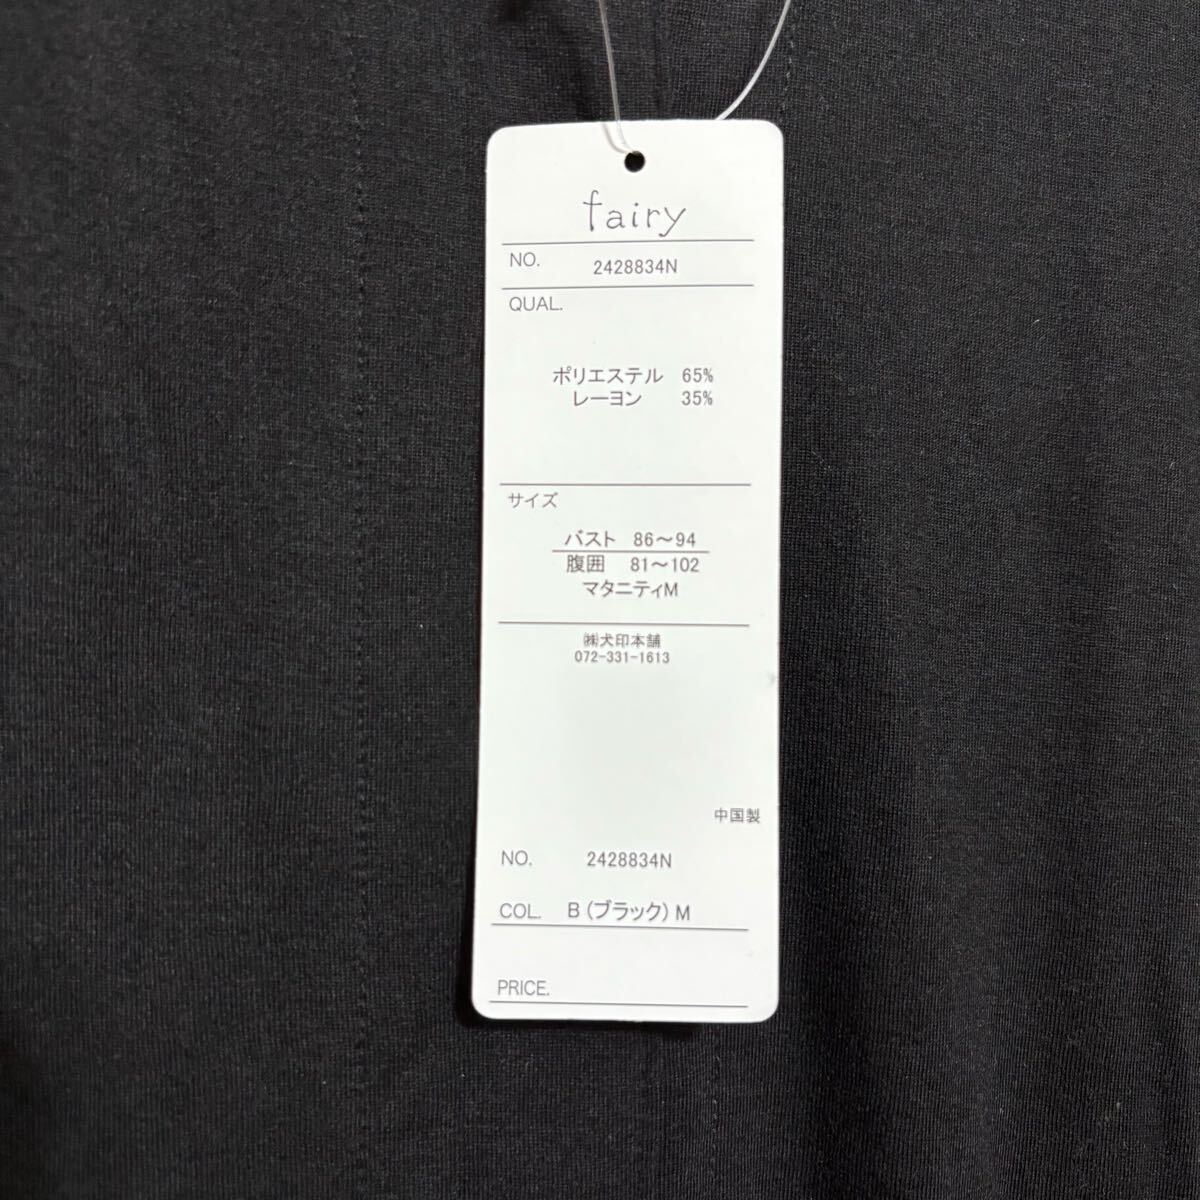 fairy
NO. 2428834N
QUAL.
ポリエステル 65%
レーヨン 35%
サイズ
バスト 86～94
腹囲 81～102
マタニティM
㈱犬印本舗
072-331-1613
中国製
NO. 2428834N
COL. B(ブラック)M
PRICE.